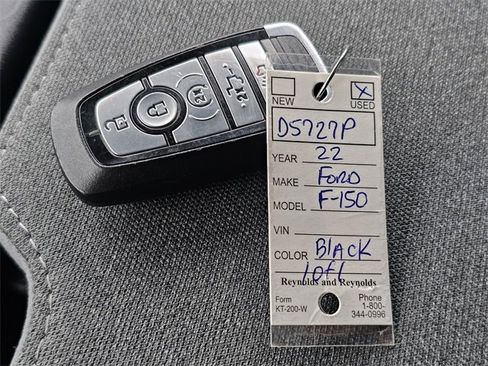 NEW USED
D5727P
YEAR 22
MAKE FORD
MODEL F-150
VIN
COLOR BLACK
1 of 1
Reynolds and Reynolds
Form
KT-200-W
Phone
1-800-
344-0996